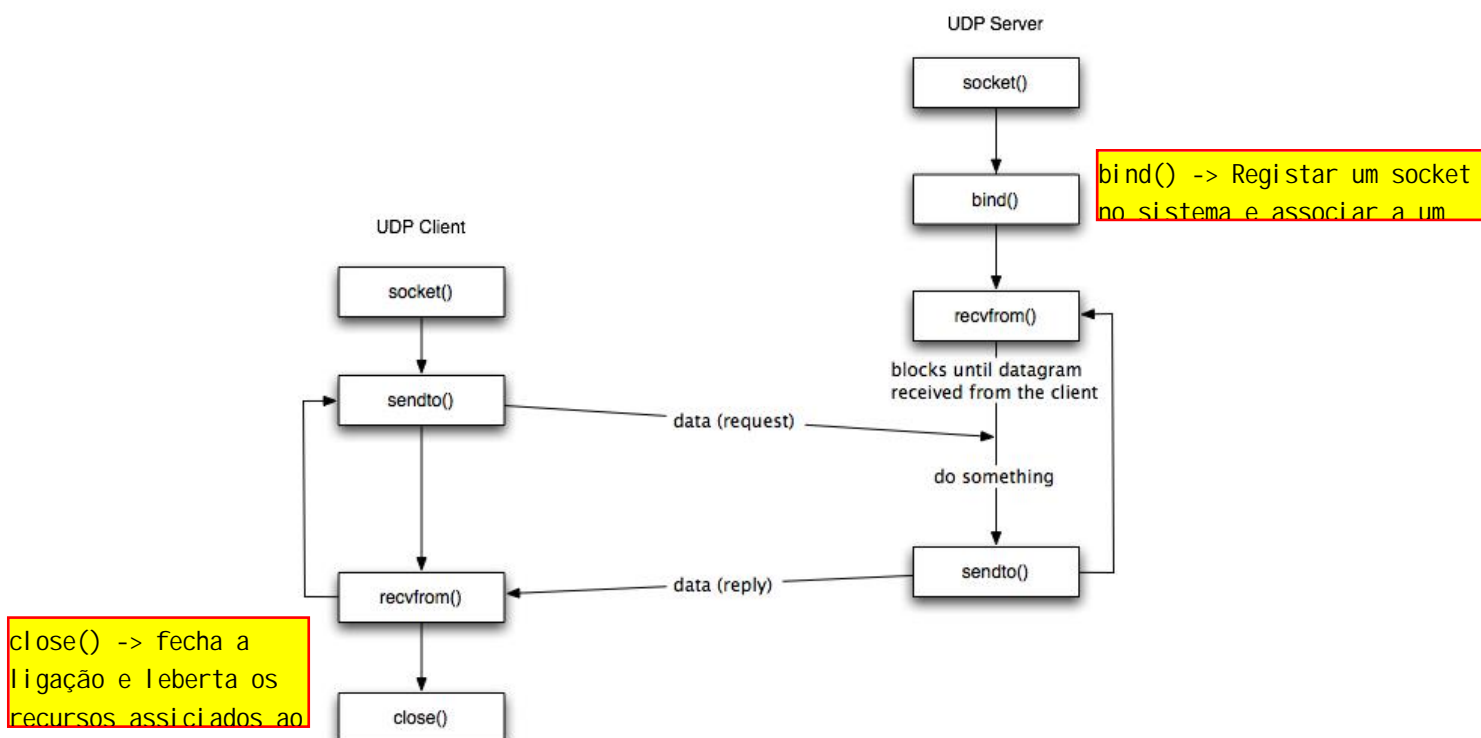 UDP Server
socket()
bind() -> Registar um socket
no sistema e associar a um
bind()
UDP Client
socket()
recvfrom()
blocks until datagram
received from the client
sendto()
data (request)
do something
sendto()
data (reply)
recvfrom()
close() -> fecha a
ligação e leberta os
recursos assiciados ao
close()